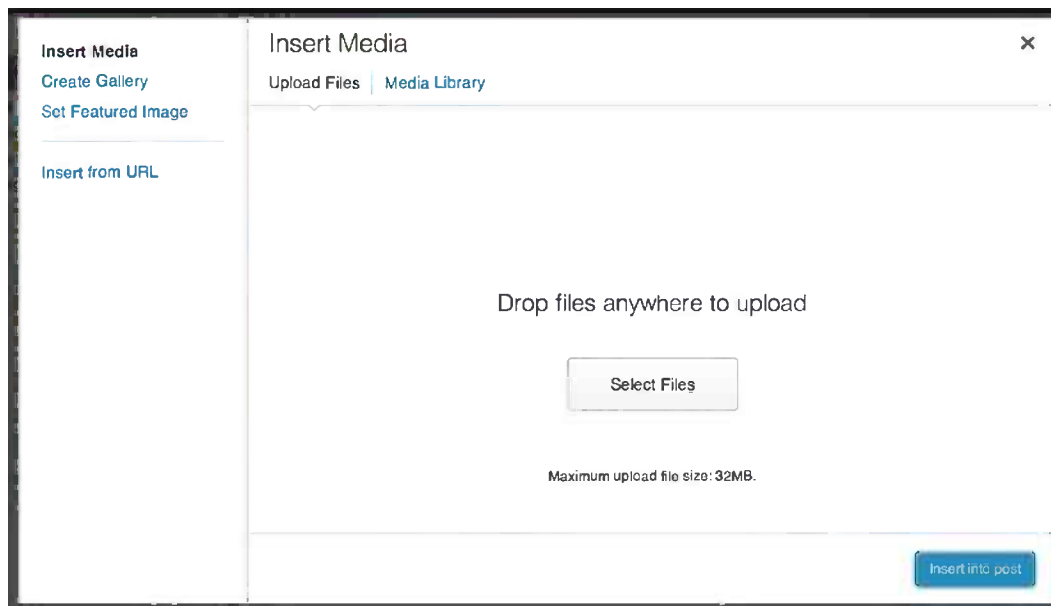 Insert Media
Create Gallery
Set Featured Image
Insert from URL
Insert Media
Upload Files
Media Library
Drop files anywhere to upload
Select Files
Maximum upload file size: 32MB.
Insert into post